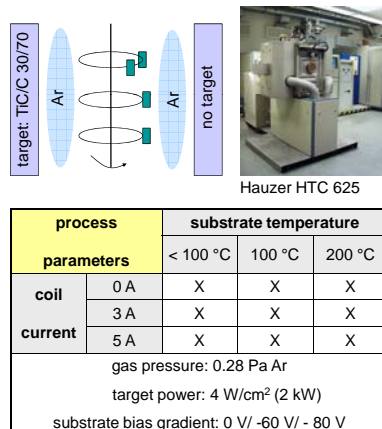 target: TiC/C 30/70
Ar
Ar
no target
Hauzer HTC 625
process parameters
substrate temperature
< 100 °C 100 °C 200 °C
coil current
0 A X X X
3 A X X X
5 A X X X
gas pressure: 0.28 Pa Ar
target power: 4 W/cm² (2 kW)
substrate bias gradient: 0 V/ -60 V/ - 80 V